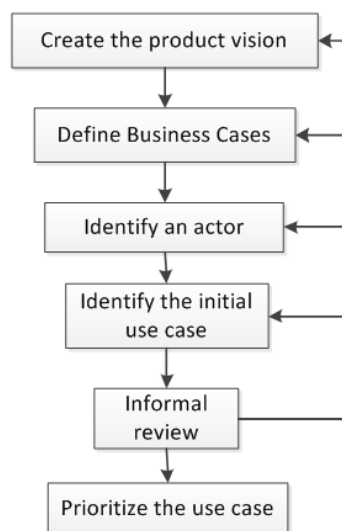 Create the product vision
Define Business Cases
Identify an actor
Identify the initial
use case
Informal
review
Prioritize the use case